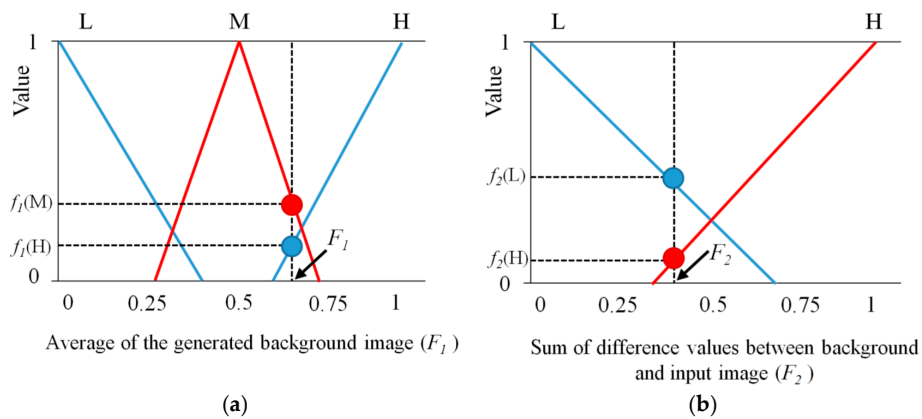 (a)
L M H
1
Value
f1(M)
f1(H)
F1
0
0 0.25 0.5 0.75 1
Average of the generated background image (F1 )
L H
1
Value
f2(L)
F2
f2(H)
0
0 0.25 0.5 0.75 1
Sum of difference values between background
and input image (F2 )
(a) (b)